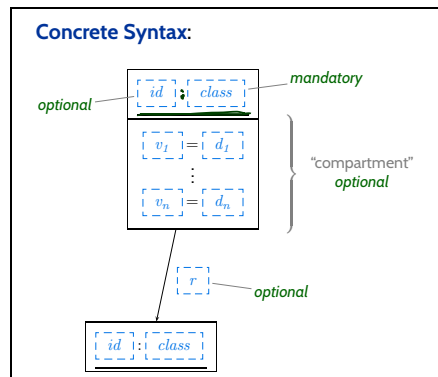 Concrete Syntax:
mandatory
optional
id : class
v1 = d1
⋮
vn = dn
“compartment”
optional
r
optional
id : class